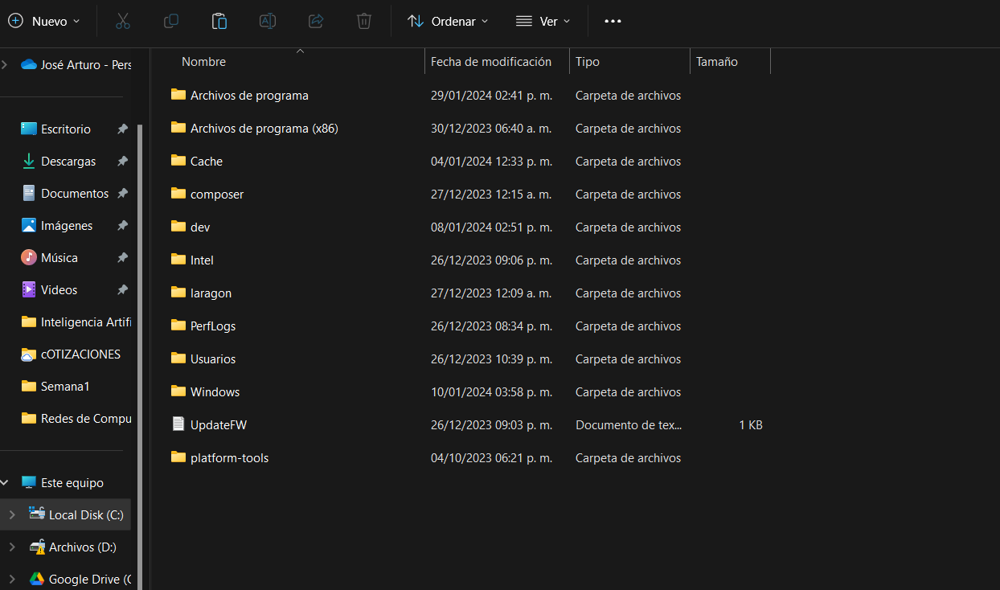 Nuevo
Ordenar
Ver
José Arturo - Pers
Nombre
Fecha de modificación
Tipo
Tamaño
Escritorio
Descargas
Documentos
Imágenes
Música
Videos
Inteligencia Artifi
cOTIZACIONES
Semana1
Redes de Compu
Este equipo
Local Disk (C:)
Archivos (D:)
Google Drive (G
Archivos de programa 29/01/2024 02:41 p. m. Carpeta de archivos
Archivos de programa (x86) 30/12/2023 06:40 a. m. Carpeta de archivos
Cache 04/01/2024 12:33 p. m. Carpeta de archivos
composer 27/12/2023 12:15 a. m. Carpeta de archivos
dev 08/01/2024 02:51 p. m. Carpeta de archivos
Intel 26/12/2023 09:06 p. m. Carpeta de archivos
laragon 27/12/2023 12:09 a. m. Carpeta de archivos
PerfLogs 26/12/2023 08:34 p. m. Carpeta de archivos
Usuarios 26/12/2023 10:39 p. m. Carpeta de archivos
Windows 10/01/2024 03:58 p. m. Carpeta de archivos
UpdateFW 26/12/2023 09:03 p. m. Documento de tex... 1 KB
platform-tools 04/10/2023 06:21 p. m. Carpeta de archivos